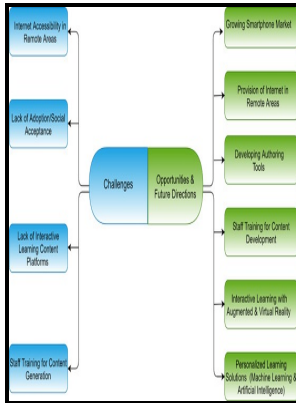 Internet Accessibility in
Remote Areas
Lack of Adoption/Social
Acceptance
Lack of Interactive
Learning Content
Platforms
Staff Training for Content
Generation
Challenges
Opportunities &
Future Directions
Growing Smartphone Market
Provision of Internet in
Remote Areas
Developing Authoring
Tools
Staff Training for Content
Development
Interactive Learning with
Augmented & Virtual Reality
Personalized Learning
Solutions (Machine Learning &
Artificial Intelligence)